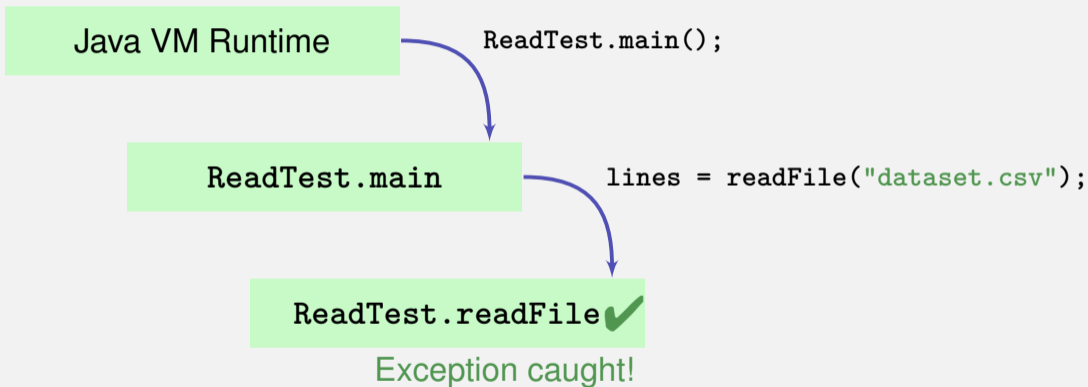 Java VM Runtime
ReadTest.main();
ReadTest.main
lines = readFile("dataset.csv");
ReadTest.readFile✔
Exception caught!